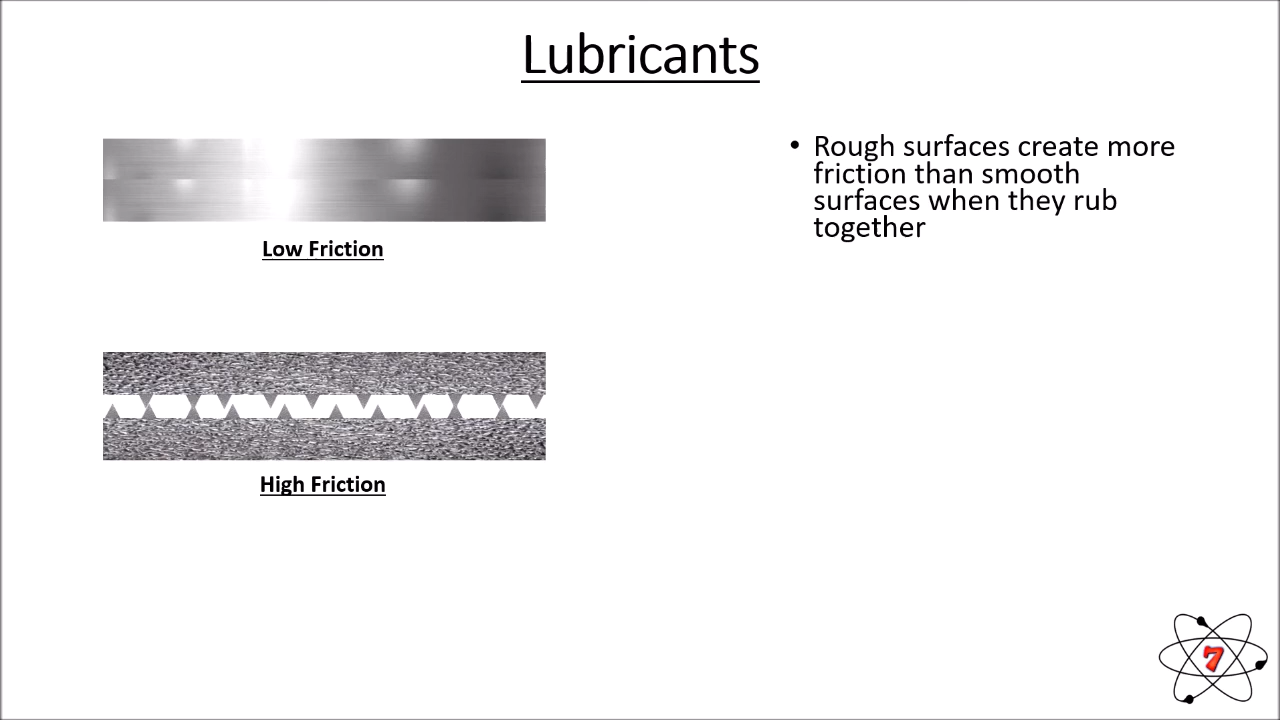 Lubricants
Low Friction
High Friction
• Rough surfaces create more
friction than smooth
surfaces when they rub
together
7